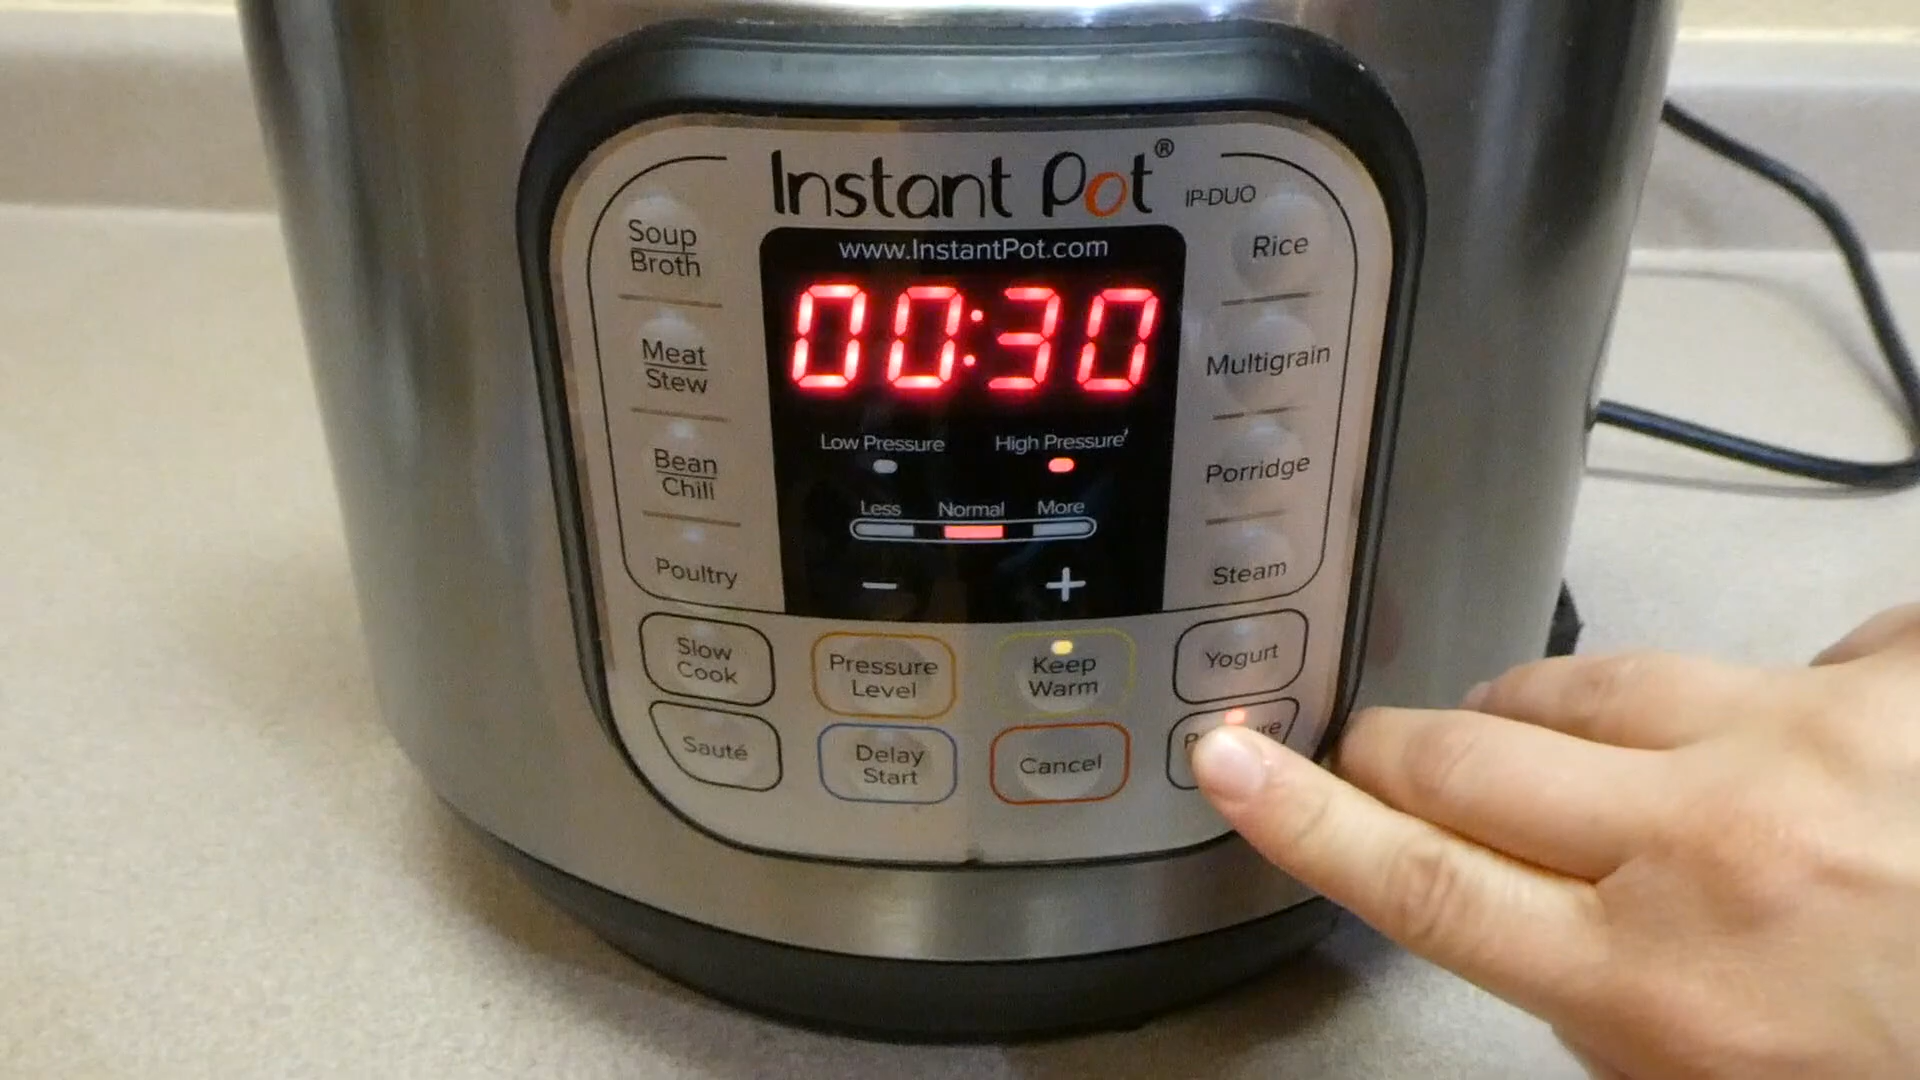 Instant Pot® IP-DUO
www.InstantPot.com
00:30
Low Pressure High Pressure
Less Normal More
− +
Soup
Broth
Meat
Stew
Bean
Chili
Poultry
Rice
Multigrain
Porridge
Steam
Slow
Cook
Pressure
Level
Keep
Warm
Yogurt
Sauté
Delay
Start
Cancel